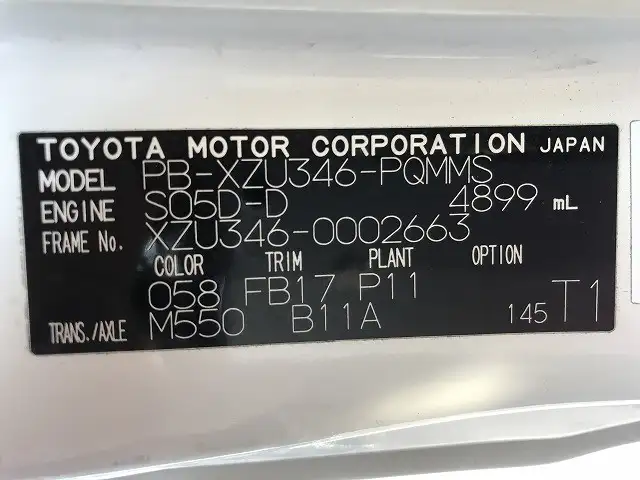 TOYOTA MOTOR CORPORATION JAPAN
MODEL PB-XZU346-PQMMS
ENGINE S05D-D 4899 mL
FRAME No. XZU346-0002663
COLOR TRIM PLANT OPTION
058 FB17 P11
TRANS./AXLE M550 B11A 145 T1